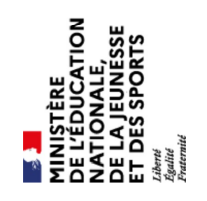 MINISTÈRE
DE L'ÉDUCATION
NATIONALE,
DE LA JEUNESSE
ET DES SPORTS
Liberté
Égalité
Fraternité